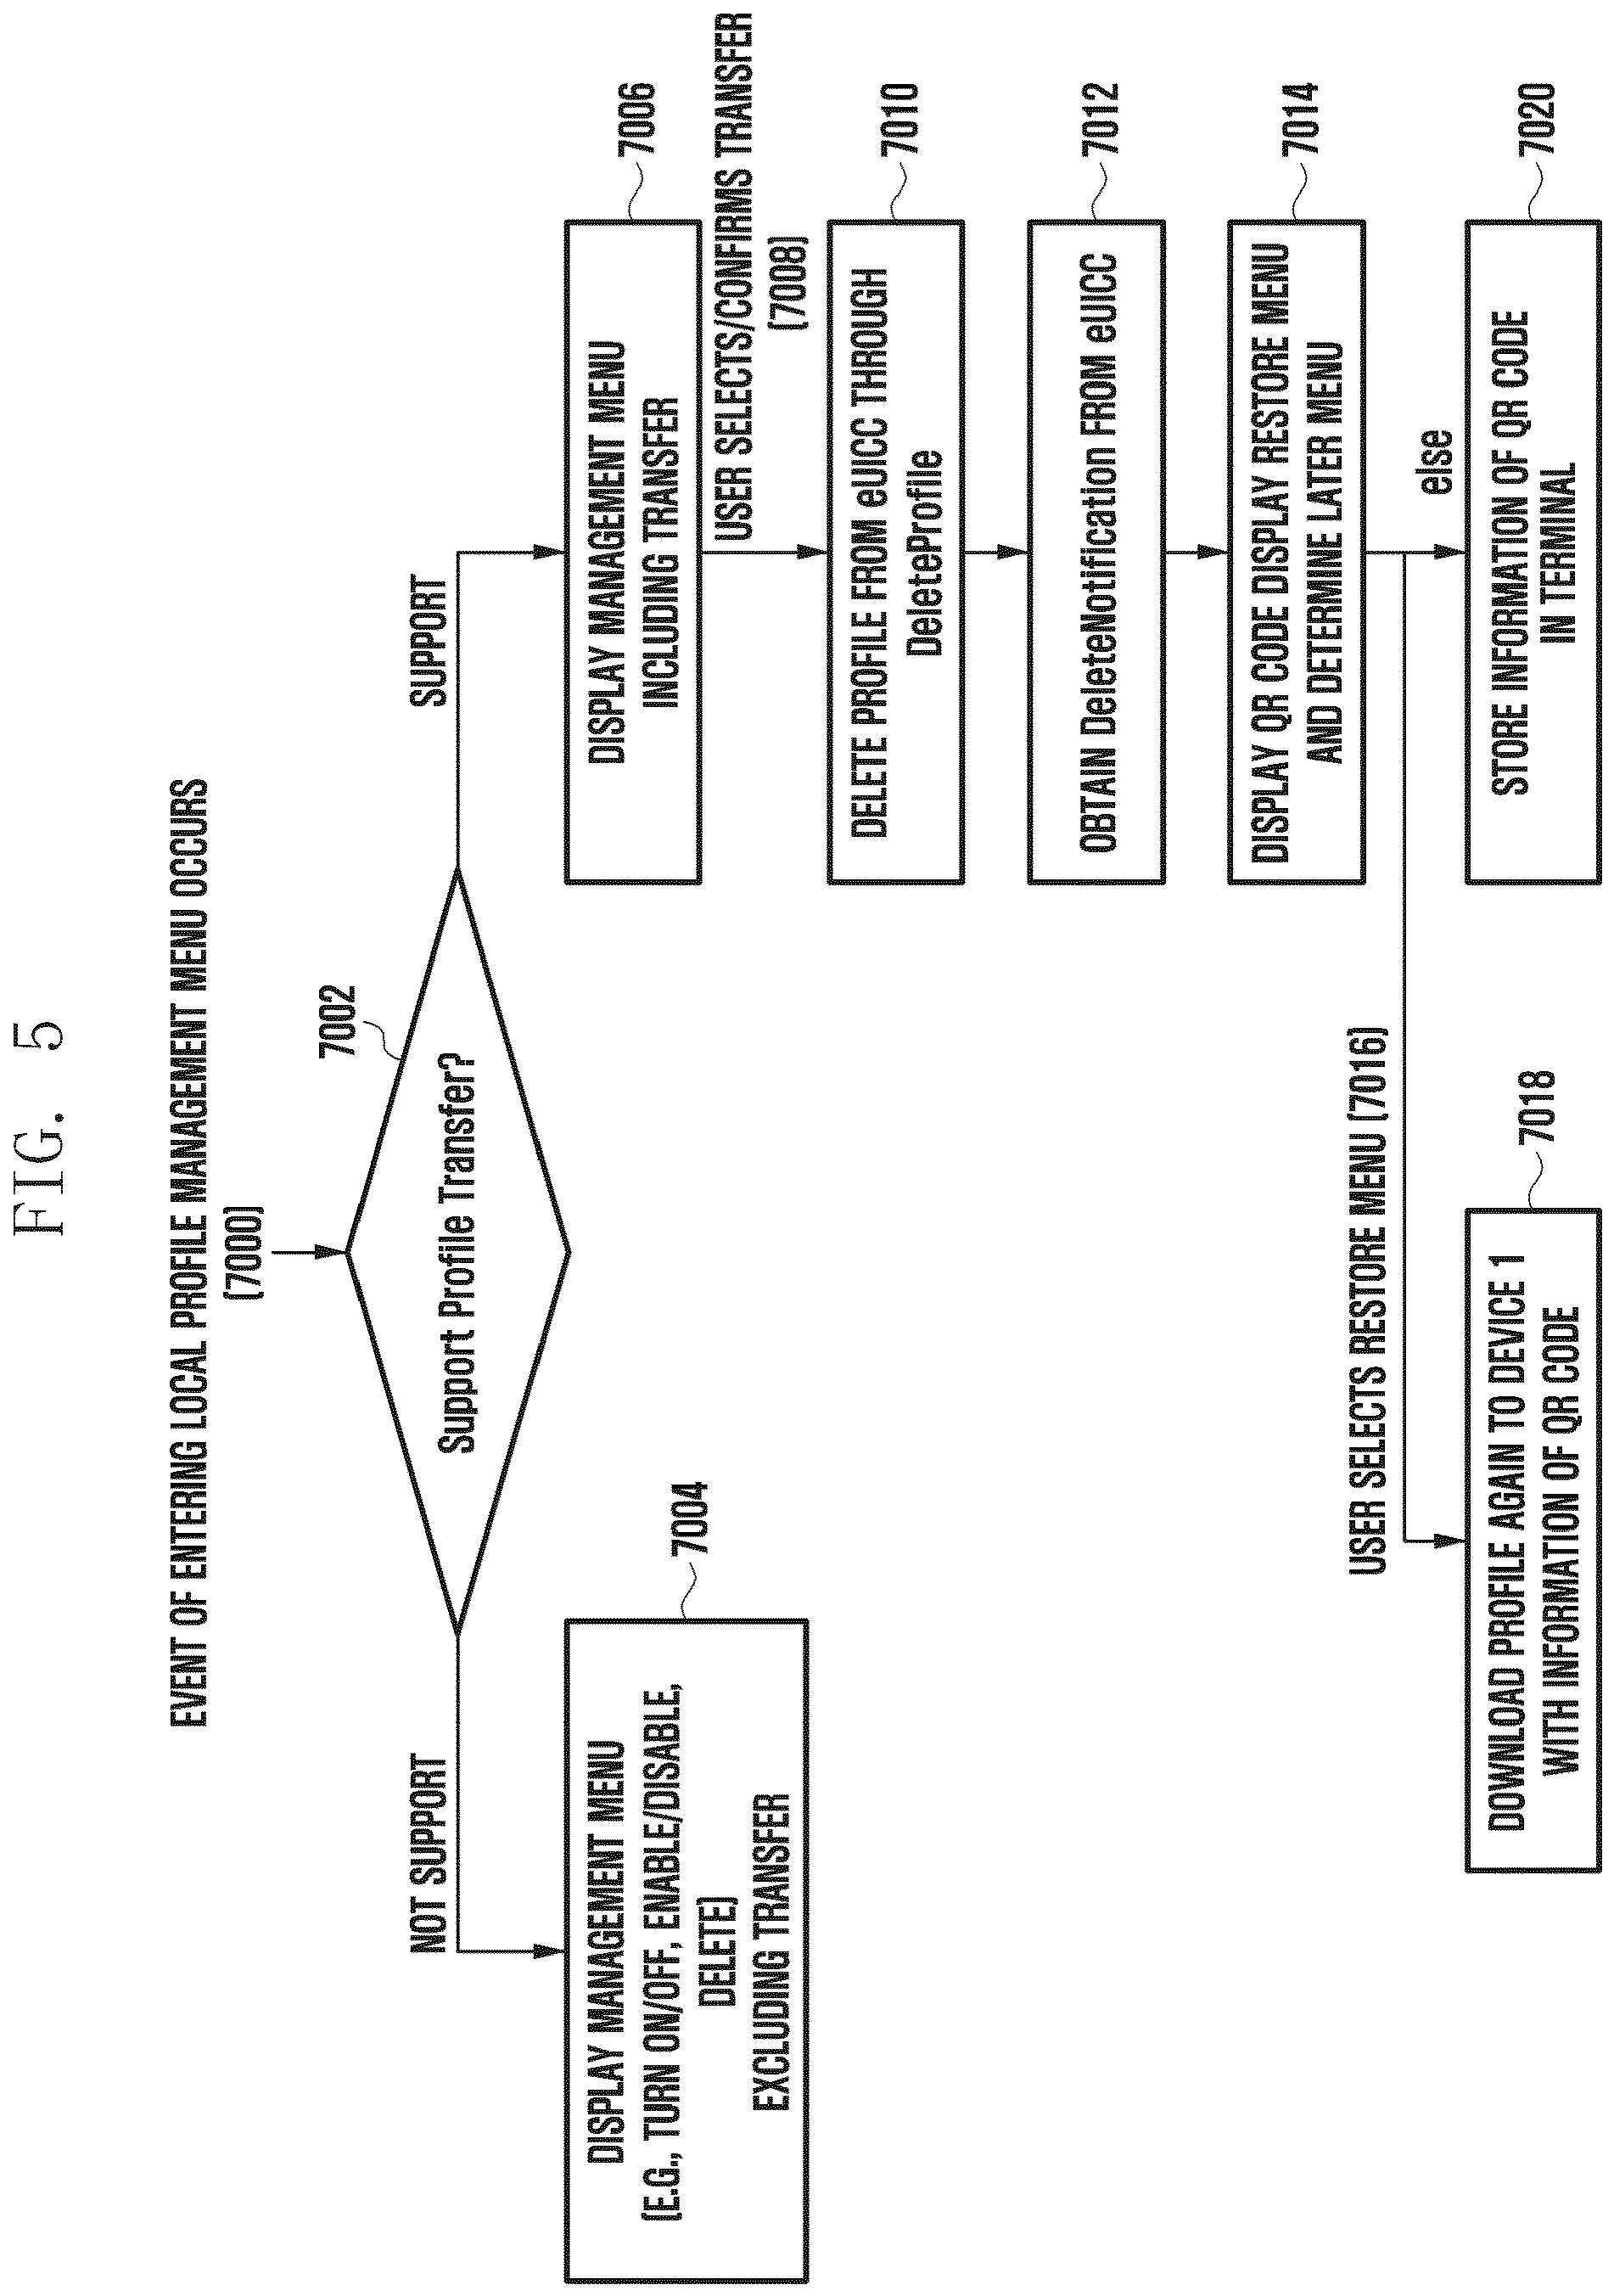 FIG. 5
EVENT OF ENTERING LOCAL PROFILE MANAGEMENT MENU OCCURS
(7000)
7002
Support Profile Transfer?
NOT SUPPORT
SUPPORT
7004
DISPLAY MANAGEMENT MENU
(E.G., TURN ON/OFF, ENABLE/DISABLE,
DELETE)
EXCLUDING TRANSFER
7006
DISPLAY MANAGEMENT MENU
INCLUDING TRANSFER
USER SELECTS/CONFIRMS TRANSFER
(7008)
7010
DELETE PROFILE FROM eUICC THROUGH
DeleteProfile
7012
OBTAIN DeleteNotification FROM eUICC
7014
DISPLAY QR CODE DISPLAY RESTORE MENU
AND DETERMINE LATER MENU
USER SELECTS RESTORE MENU (7016)
else
7018
DOWNLOAD PROFILE AGAIN TO DEVICE 1
WITH INFORMATION OF QR CODE
7020
STORE INFORMATION OF QR CODE
IN TERMINAL